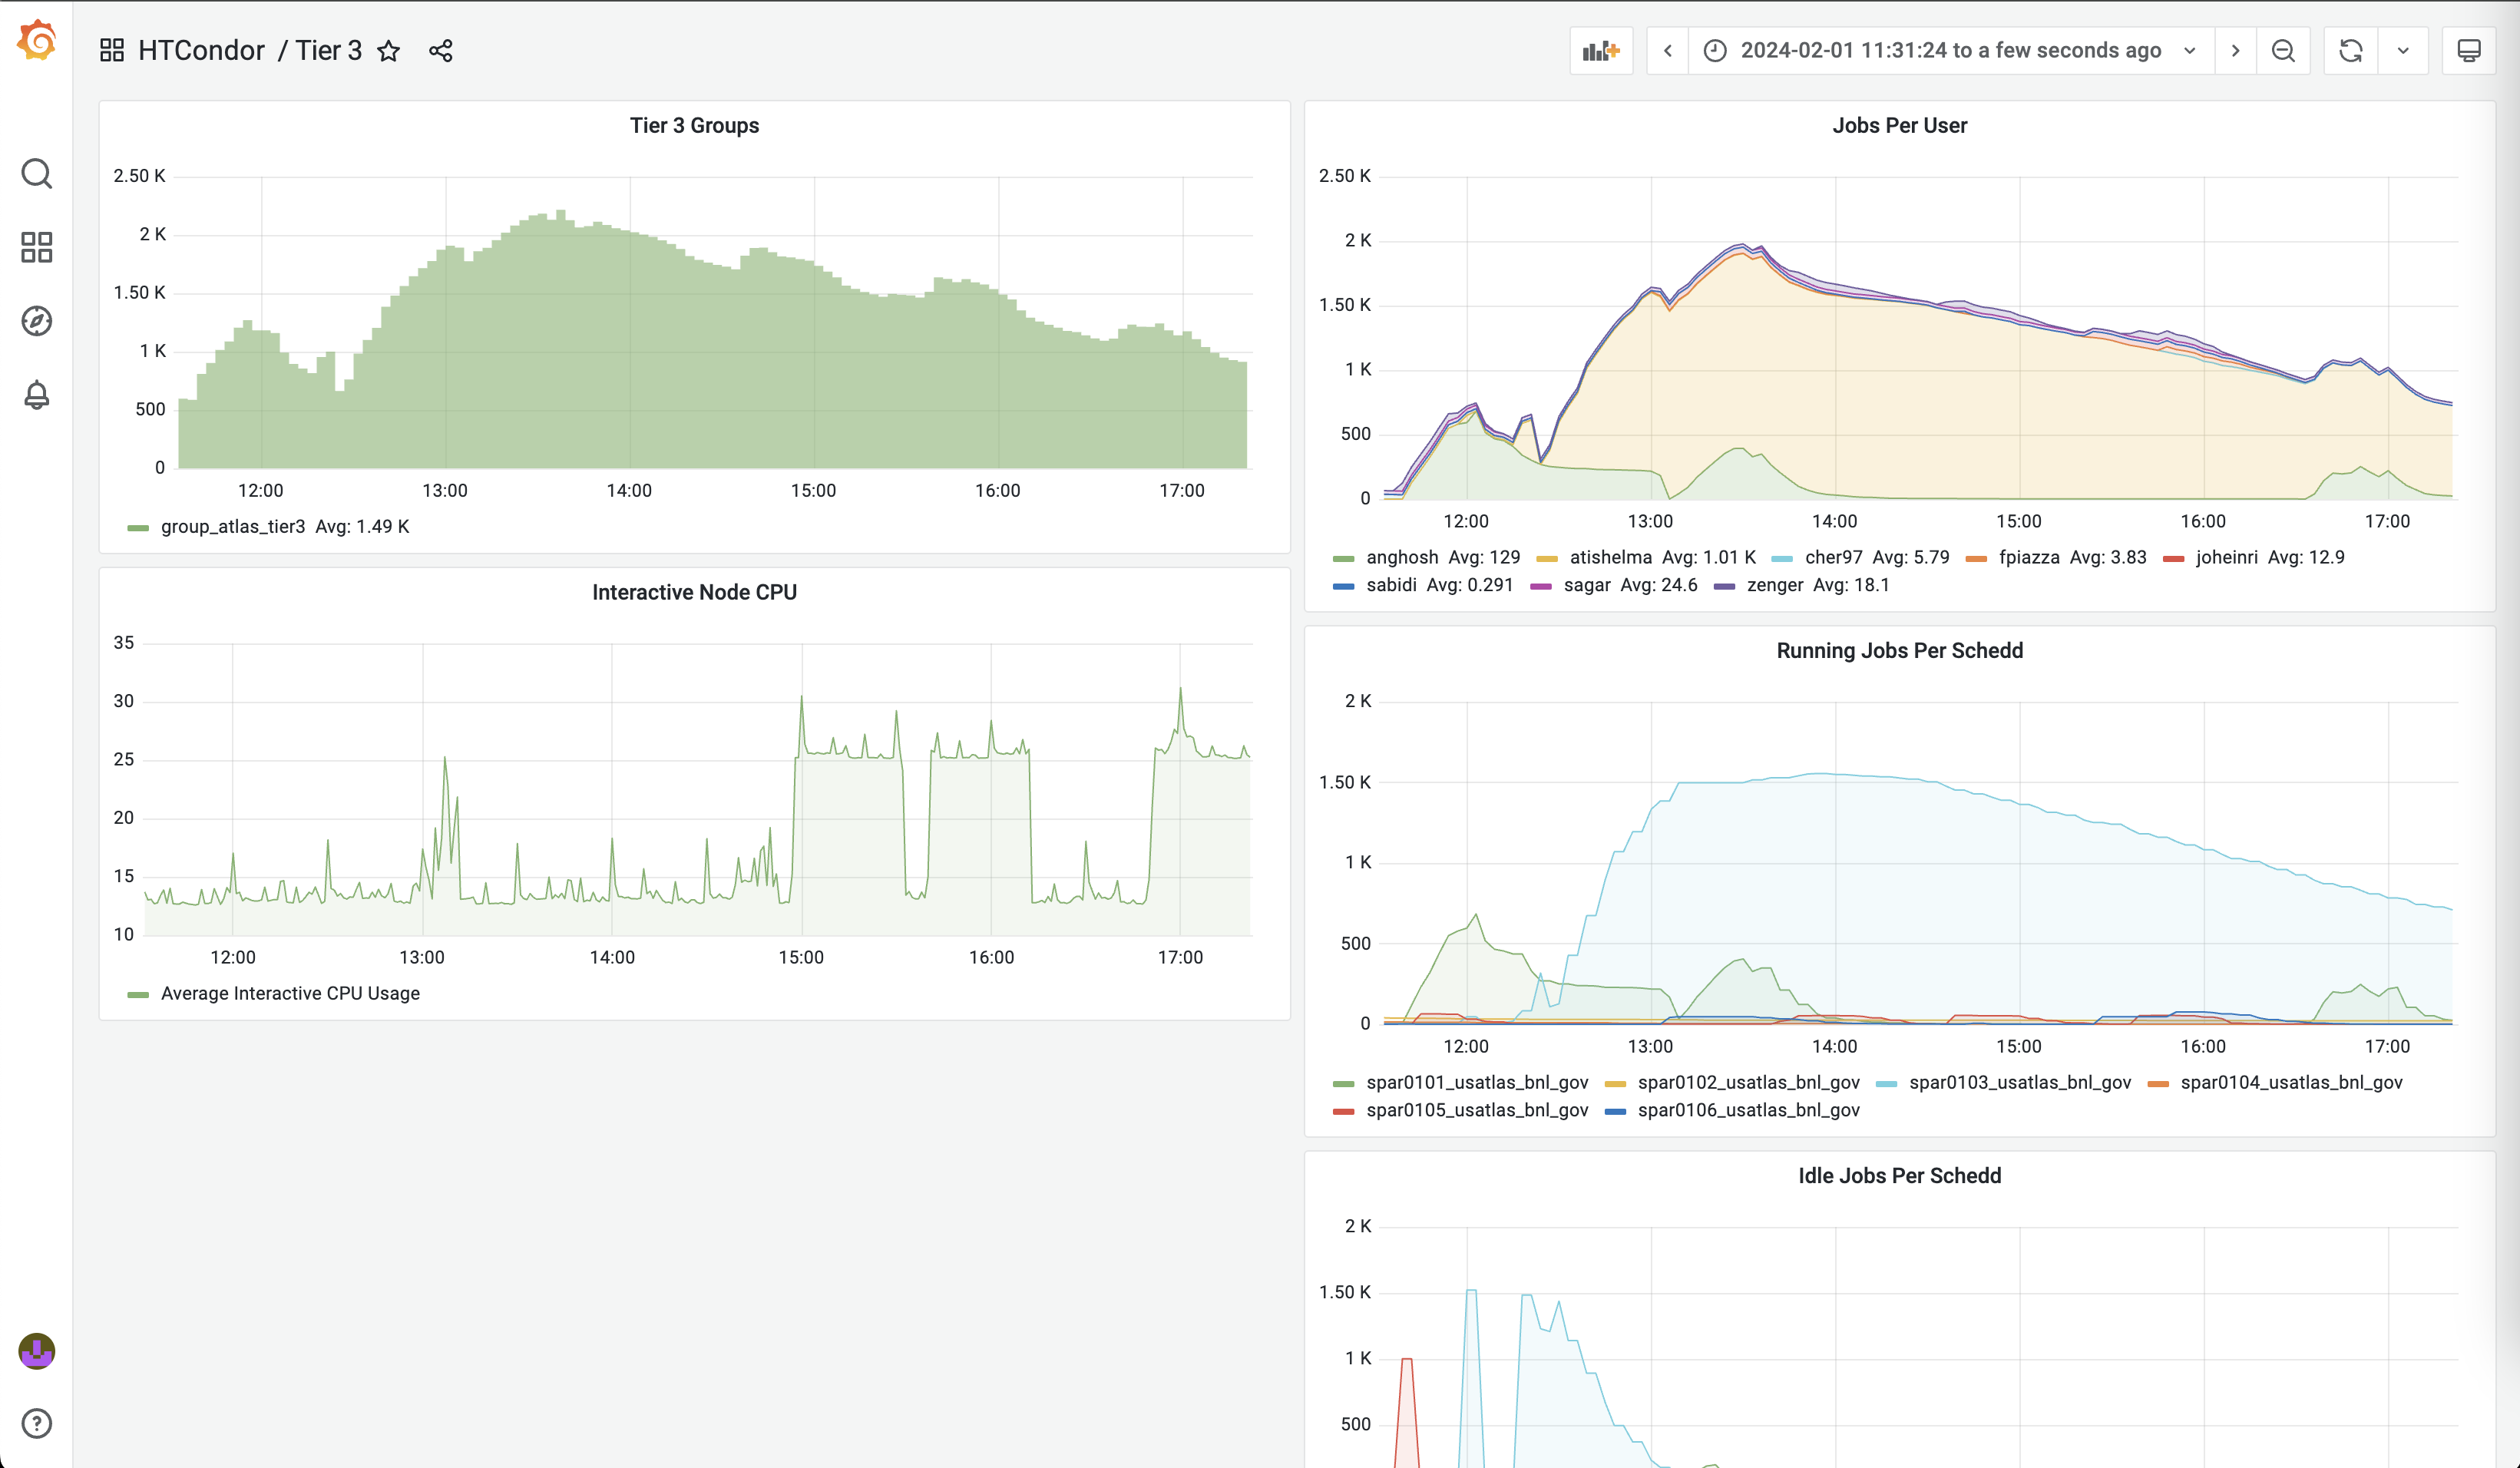 HTCondor / Tier 3
2024-02-01 11:31:24 to a few seconds ago
Tier 3 Groups
2.50 K
2 K
1.50 K
1 K
500
0
12:00 13:00 14:00 15:00 16:00 17:00
group_atlas_tier3 Avg: 1.49 K
Interactive Node CPU
35
30
25
20
15
10
12:00 13:00 14:00 15:00 16:00 17:00
Average Interactive CPU Usage
Jobs Per User
2.50 K
2 K
1.50 K
1 K
500
0
12:00 13:00 14:00 15:00 16:00 17:00
anghosh Avg: 129 atishelma Avg: 1.01 K cher97 Avg: 5.79 fpiazza Avg: 3.83 joheinri Avg: 12.9
sabidi Avg: 0.291 sagar Avg: 24.6 zenger Avg: 18.1
Running Jobs Per Schedd
2 K
1.50 K
1 K
500
0
12:00 13:00 14:00 15:00 16:00 17:00
spar0101_usatlas_bnl_gov spar0102_usatlas_bnl_gov spar0103_usatlas_bnl_gov spar0104_usatlas_bnl_gov
spar0105_usatlas_bnl_gov spar0106_usatlas_bnl_gov
Idle Jobs Per Schedd
2 K
1.50 K
1 K
500